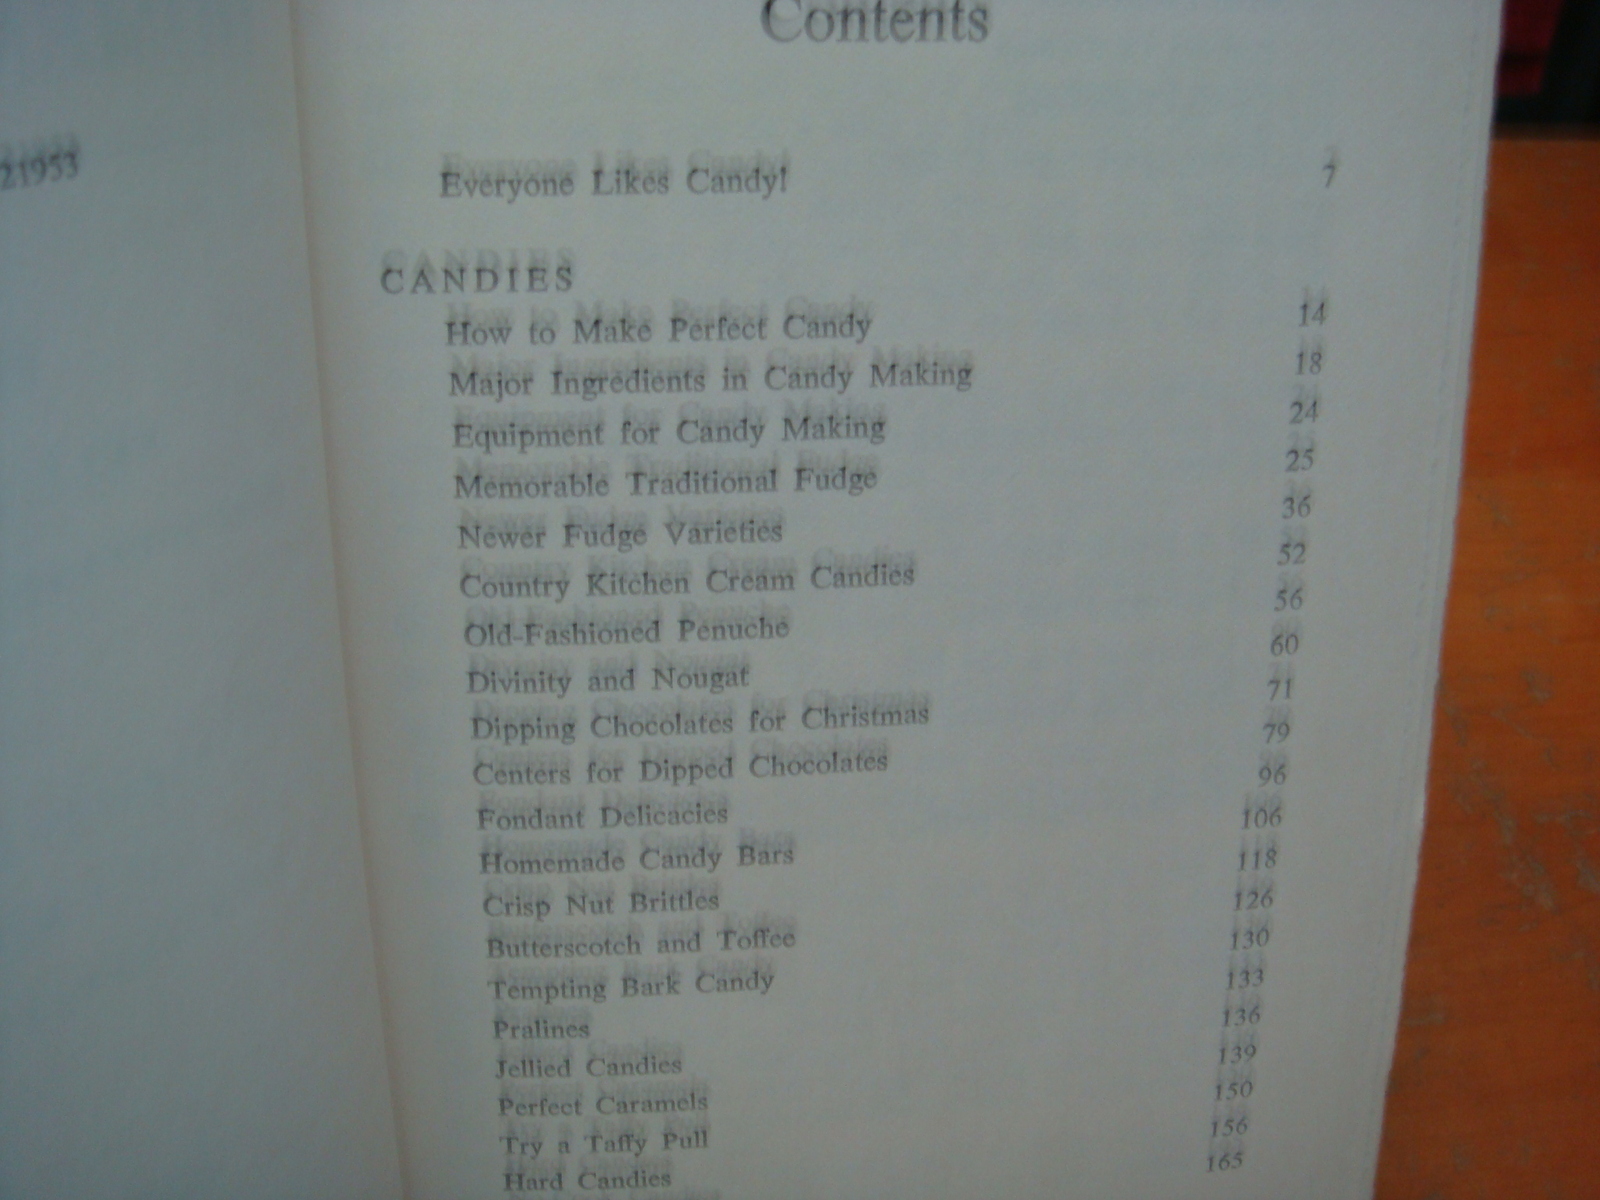 21953
Contents
Everyone Likes Candy! 7
CANDIES
How to Make Perfect Candy 14
Major Ingredients in Candy Making 18
Equipment for Candy Making 24
Memorable Traditional Fudge 25
Newer Fudge Varieties 36
Country Kitchen Cream Candies 52
Old-Fashioned Penuche 56
Divinity and Nougat 60
Dipping Chocolates for Christmas 71
Centers for Dipped Chocolates 79
Fondant Delicacies 96
Homemade Candy Bars 106
Crisp Nut Brittles 118
Butterscotch and Toffee 126
Tempting Bark Candy 130
Pralines 133
Jellied Candies 136
Perfect Caramels 139
Try a Taffy Pull 150
Hard Candies 156
165